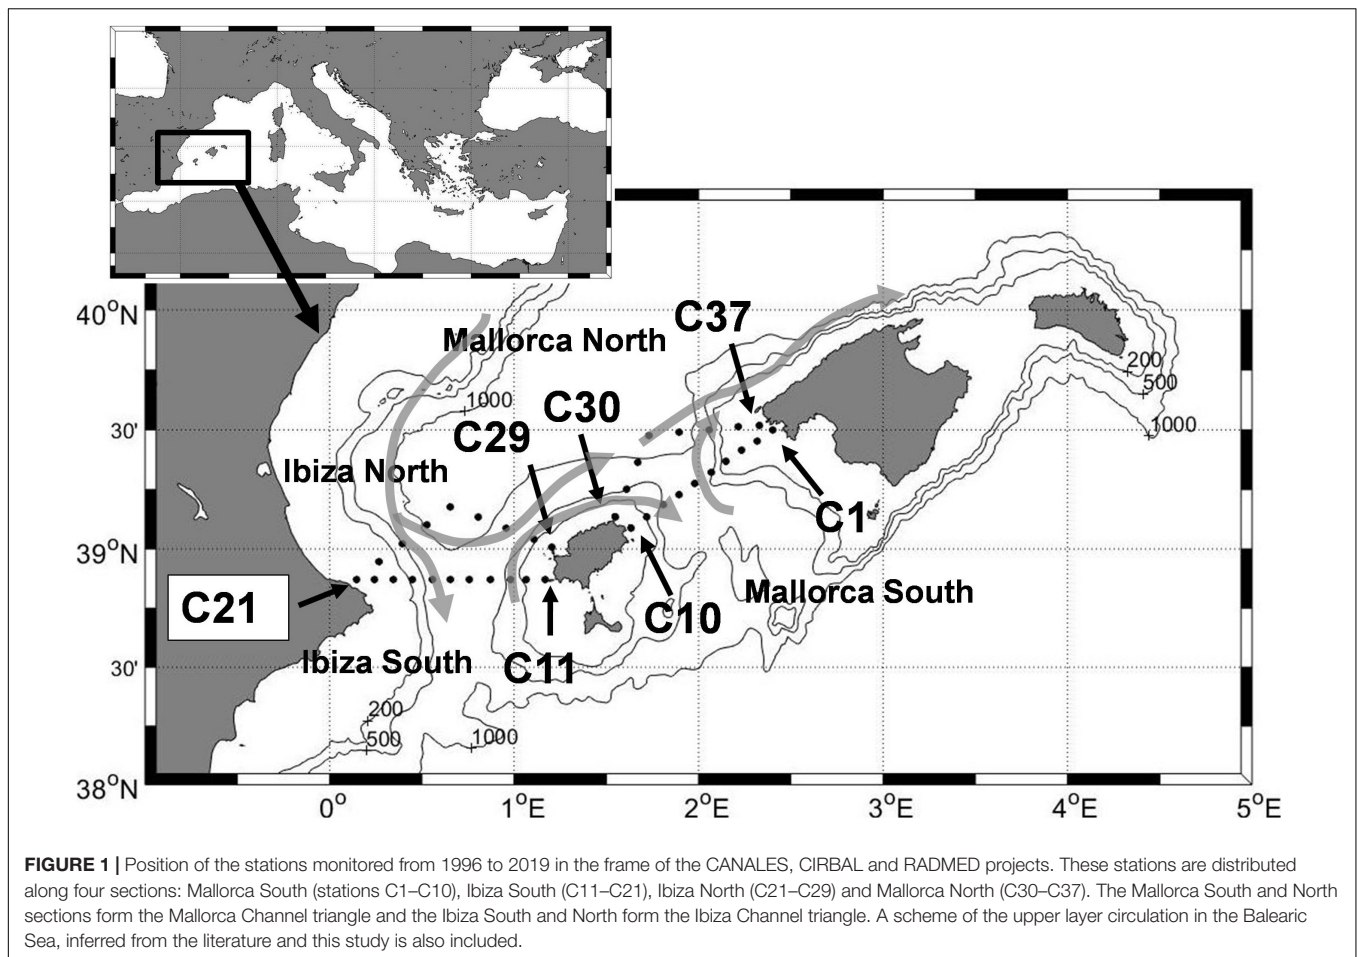 40°N
Mallorca North
C37
200
500
1000
1000
C30
C29
30'
Ibiza North
C1
39°N
C21
C10
Mallorca South
Ibiza South
C11
30'
200
500
1000
38°N
0° 1°E 2°E 3°E 4°E 5°E
FIGURE 1 | Position of the stations monitored from 1996 to 2019 in the frame of the CANALES, CIRBAL and RADMED projects. These stations are distributed
along four sections: Mallorca South (stations C1–C10), Ibiza South (C11–C21), Ibiza North (C21–C29) and Mallorca North (C30–C37). The Mallorca South and North
sections form the Mallorca Channel triangle and the Ibiza South and North form the Ibiza Channel triangle. A scheme of the upper layer circulation in the Balearic
Sea, inferred from the literature and this study is also included.